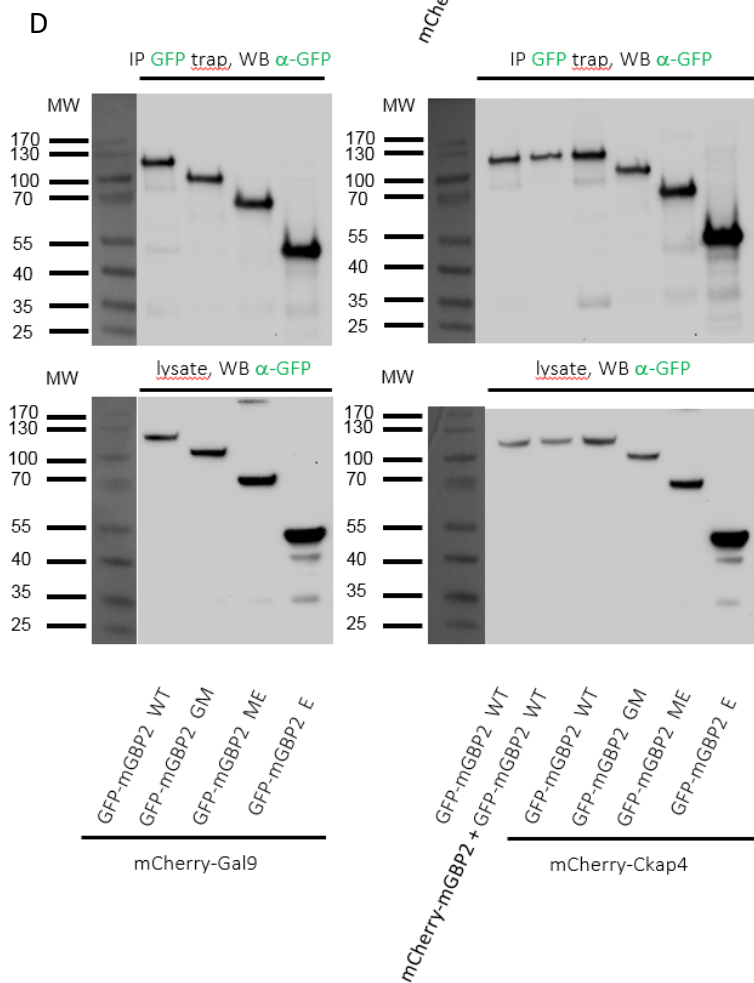 D
mChe
IP GFP trap, WB α-GFP
MW
170
130
100
70
55
40
35
25
IP GFP trap, WB α-GFP
MW
170
130
100
70
55
40
35
25
lysate, WB α-GFP
MW
170
130
100
70
55
40
35
25
lysate, WB α-GFP
MW
170
130
100
70
55
40
35
25
GFP-mGBP2 WT
GFP-mGBP2 GM
GFP-mGBP2 ME
GFP-mGBP2 E
mCherry-Gal9
GFP-mGBP2 WT
mCherry-mGBP2 + GFP-mGBP2 WT
GFP-mGBP2 WT
GFP-mGBP2 GM
GFP-mGBP2 ME
GFP-mGBP2 E
mCherry-Ckap4